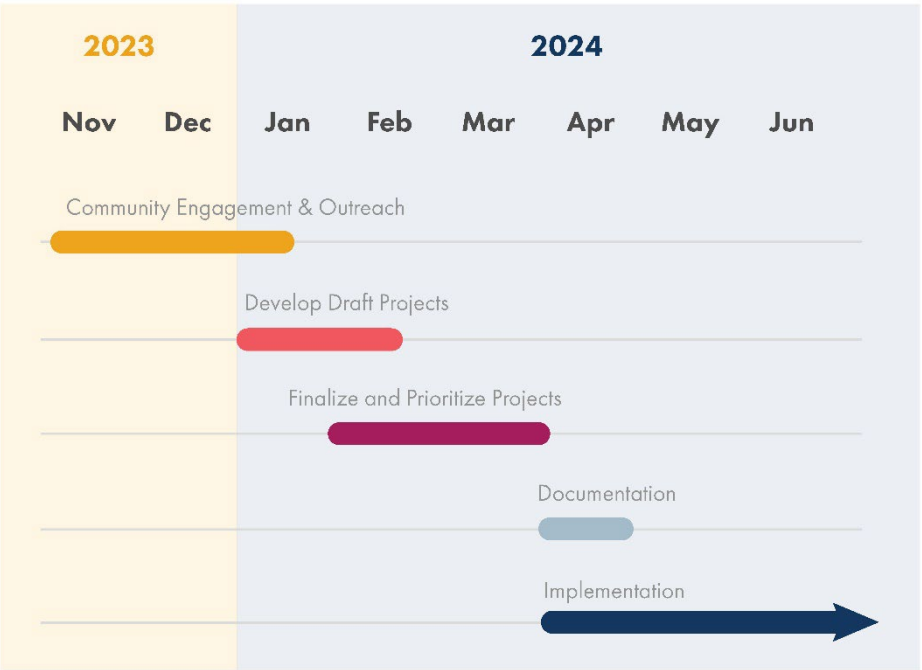 2023 2024
Nov Dec Jan Feb Mar Apr May Jun
Community Engagement & Outreach
Develop Draft Projects
Finalize and Prioritize Projects
Documentation
Implementation